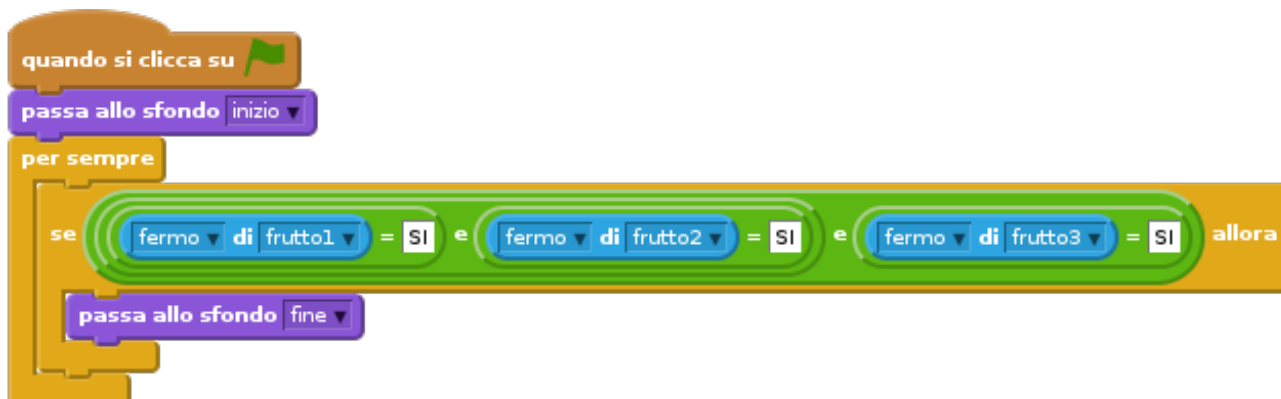 quando si clicca su
passa allo sfondo inizio
per sempre
se fermo di frutto1 = SI e fermo di frutto2 = SI e fermo di frutto3 = SI allora
passa allo sfondo fine